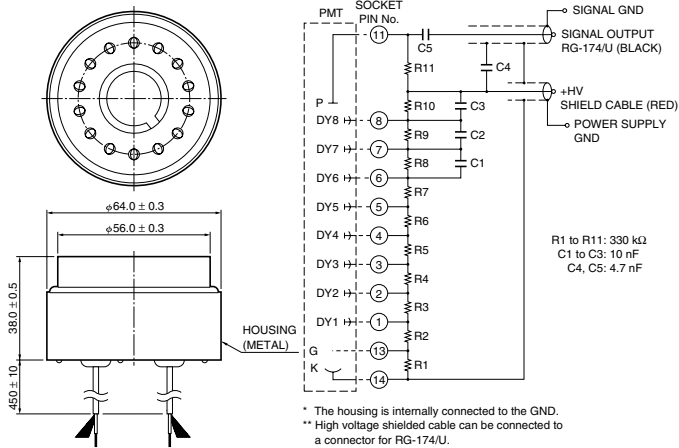 φ64.0 ± 0.3
φ56.0 ± 0.3
38.0 ± 0.5
450 ± 10
HOUSING
(METAL)
PMT
SOCKET
PIN No.
SIGNAL GND
SIGNAL OUTPUT
RG-174/U (BLACK)
+HV
SHIELD CABLE (RED)
POWER SUPPLY
GND
11
C5
R11
C4
P
R10
C3
DY8
8
R9
C2
DY7
7
R8
C1
DY6
6
R7
DY5
5
R6
DY4
4
R5
DY3
3
R4
DY2
2
R3
DY1
1
R2
G
13
R1
K
14
R1 to R11: 330 kΩ
C1 to C3: 10 nF
C4, C5: 4.7 nF
* The housing is internally connected to the GND.
** High voltage shielded cable can be connected to
a connector for RG-174/U.